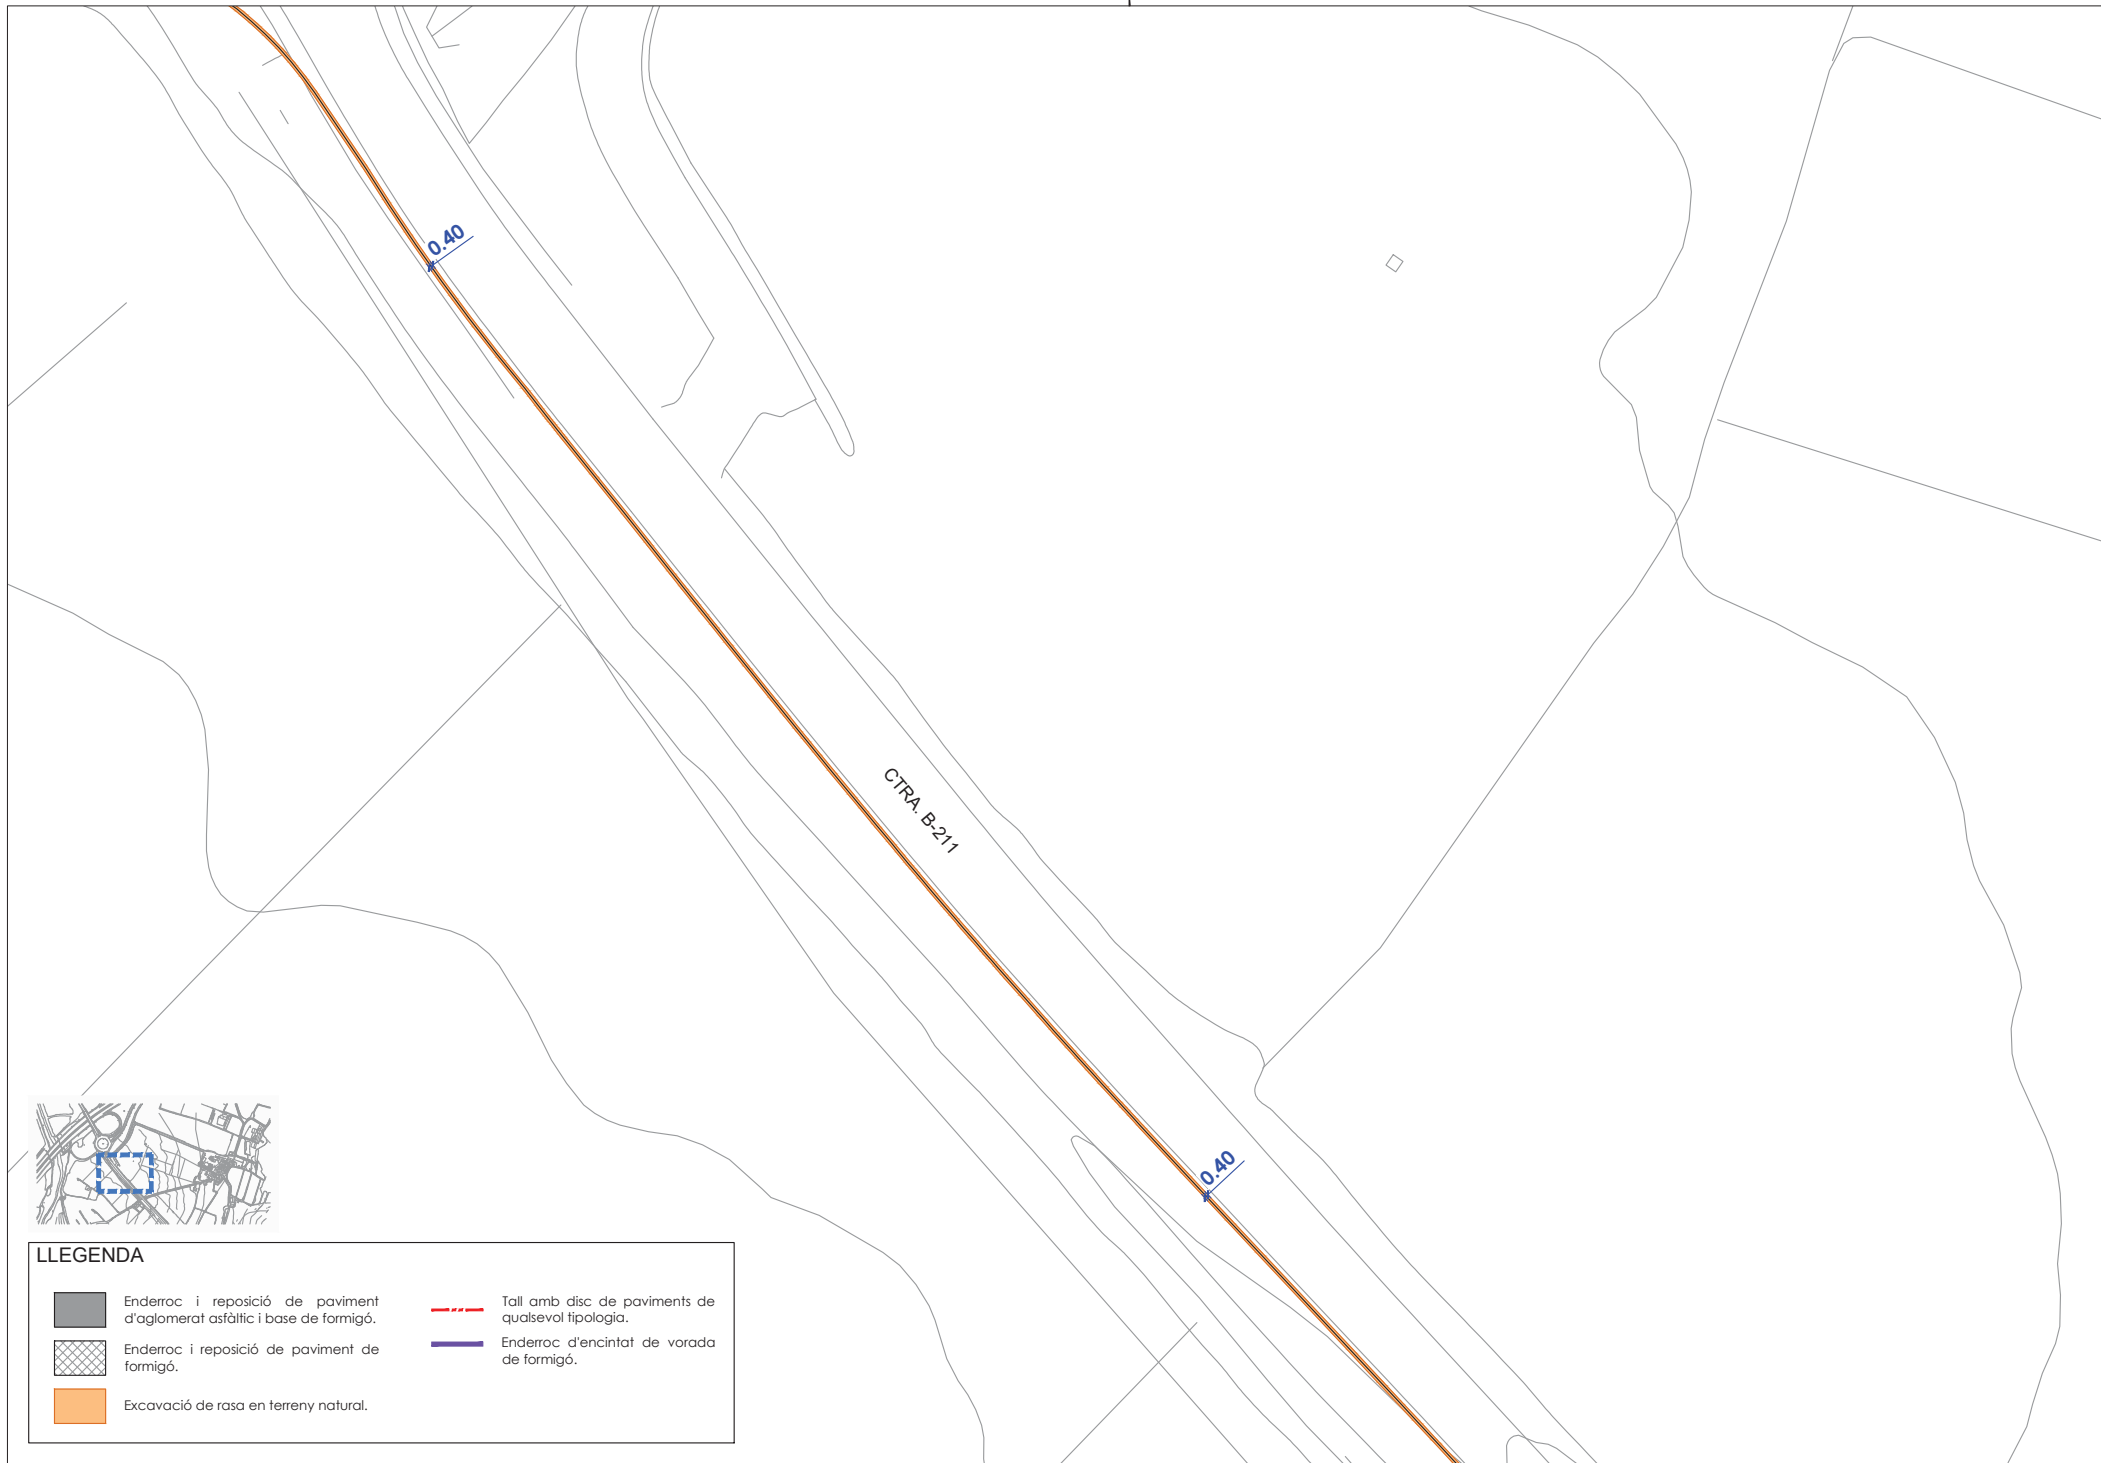 0.40
CTRA. B-211
0.40
LLEGENDA
Enderroc i reposició de paviment
d'aglomerat asfàltic i base de formigó.
Enderroc i reposició de paviment de
formigó.
Excavació de rasa en terreny natural.
Tall amb disc de paviments de
qualsevol tipologia.
Enderroc d'encintat de vorada
de formigó.